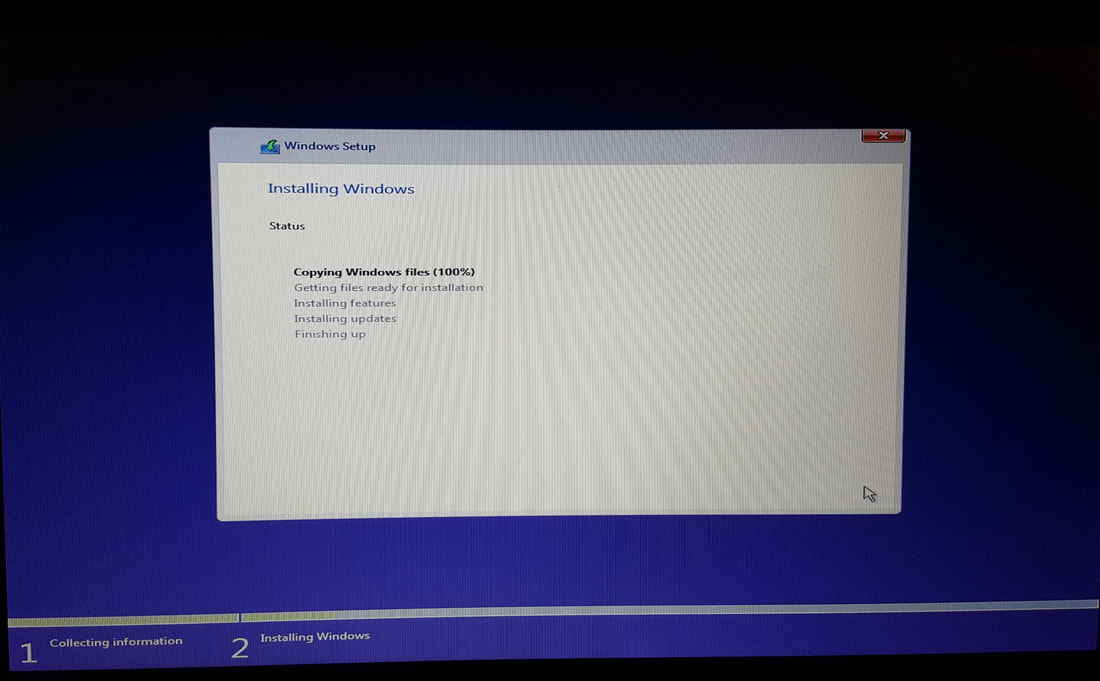 Windows Setup
Installing Windows
Status
Copying Windows files (100%)
Getting files ready for installation
Installing features
Installing updates
Finishing up
1 Collecting information
2 Installing Windows